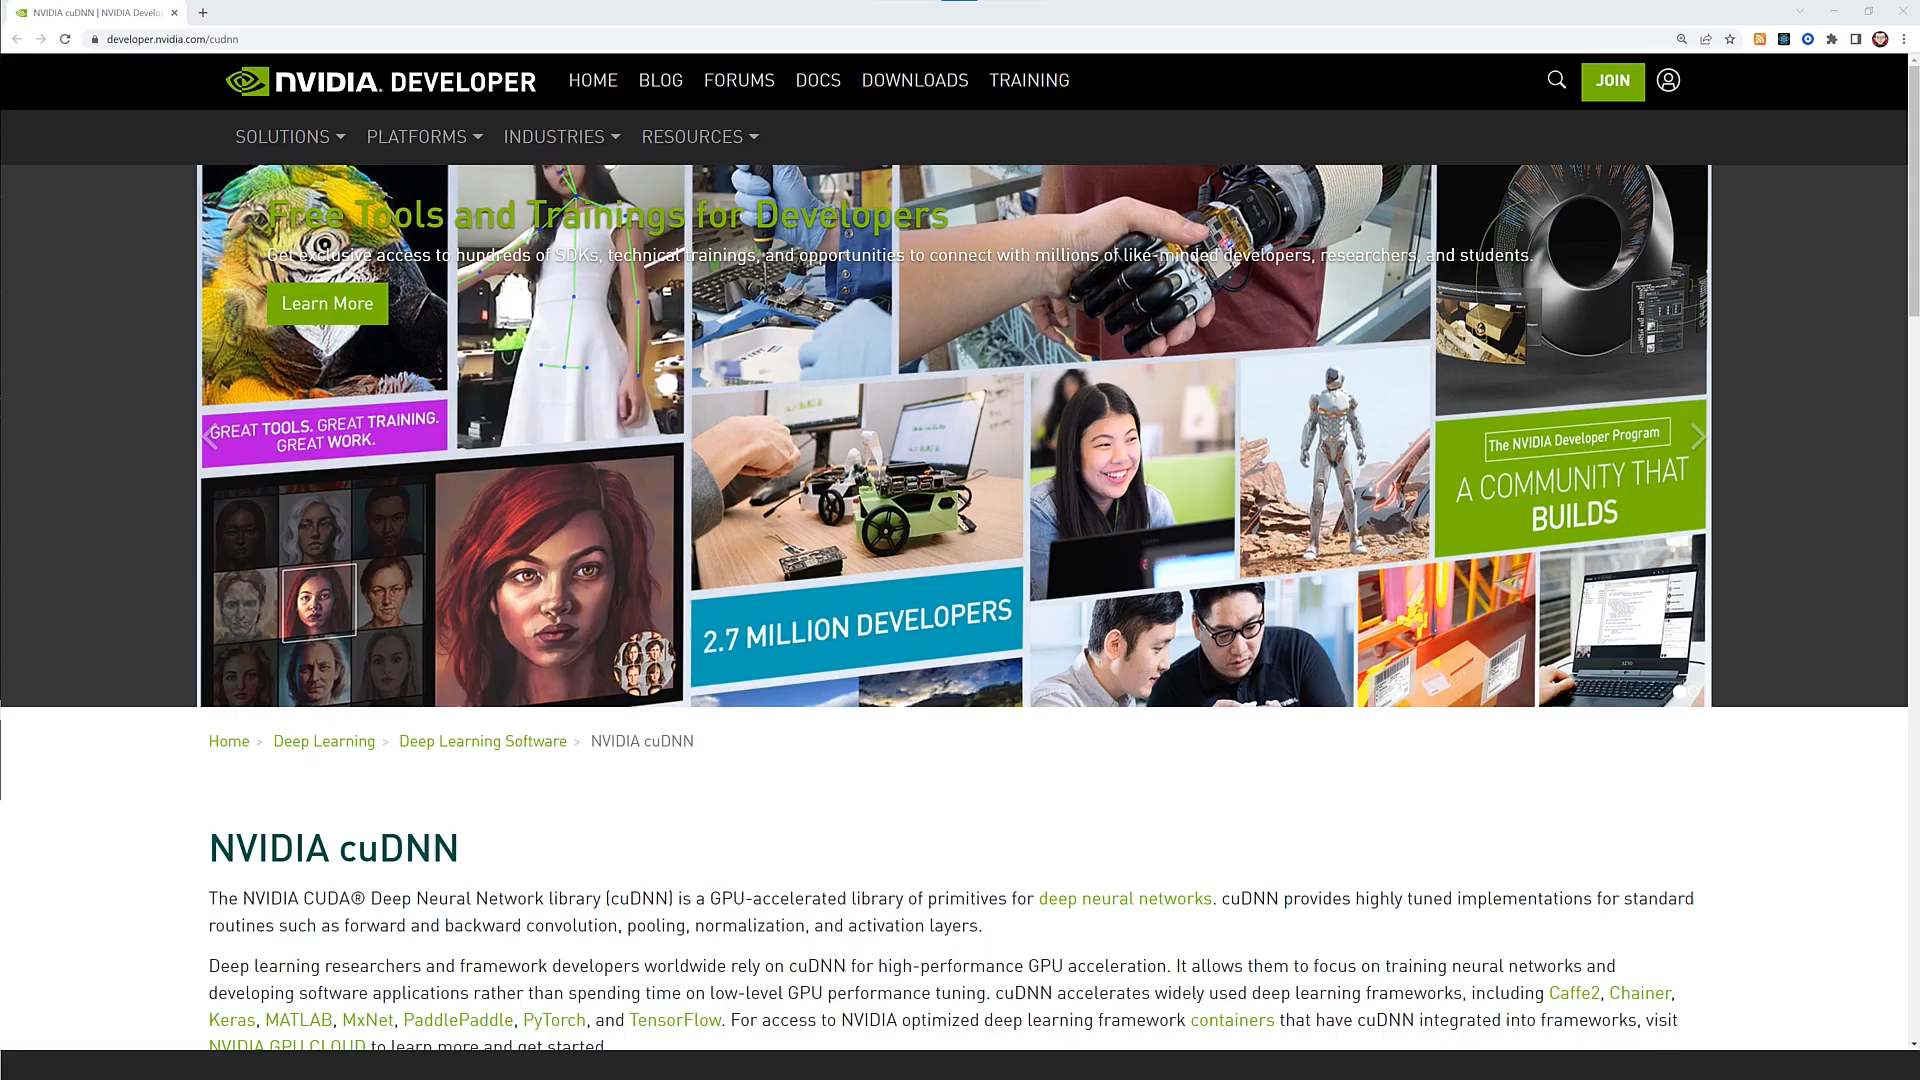 NVIDIA cuDNN | NVIDIA Develo
developer.nvidia.com/cudnn
NVIDIA. DEVELOPER HOME BLOG FORUMS DOCS DOWNLOADS TRAINING JOIN
SOLUTIONS PLATFORMS INDUSTRIES RESOURCES
Free Tools and Trainings for Developers
Get exclusive access to hundreds of SDKs, technical trainings, and opportunities to connect with millions of like-minded developers, researchers, and students.
Learn More
GREAT TOOLS. GREAT TRAINING.
GREAT WORK.
The NVIDIA Developer Program
A COMMUNITY THAT
BUILDS
2.7 MILLION DEVELOPERS
Home > Deep Learning > Deep Learning Software > NVIDIA cuDNN
NVIDIA cuDNN
The NVIDIA CUDA® Deep Neural Network library (cuDNN) is a GPU-accelerated library of primitives for deep neural networks. cuDNN provides highly tuned implementations for standard
routines such as forward and backward convolution, pooling, normalization, and activation layers.
Deep learning researchers and framework developers worldwide rely on cuDNN for high-performance GPU acceleration. It allows them to focus on training neural networks and
developing software applications rather than spending time on low-level GPU performance tuning. cuDNN accelerates widely used deep learning frameworks, including Caffe2, Chainer,
Keras, MATLAB, MxNet, PaddlePaddle, PyTorch, and TensorFlow. For access to NVIDIA optimized deep learning framework containers that have cuDNN integrated into frameworks, visit
NVIDIA GPU CLOUD to learn more and get started.